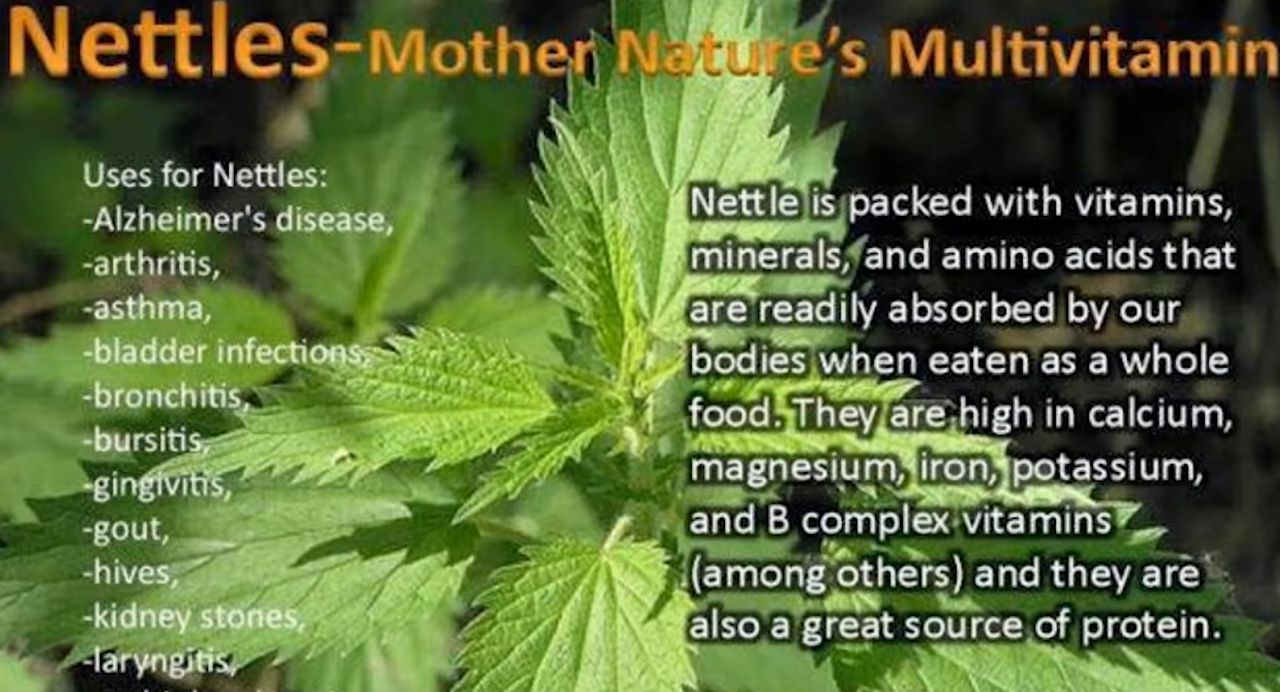 Nettles-Mother Nature's Multivitamin
Uses for Nettles:
-Alzheimer's disease,
-arthritis,
-asthma,
-bladder infections,
-bronchitis,
-bursitis,
-gingivitis,
-gout,
-hives,
-kidney stones,
-laryngitis,
Nettle is packed with vitamins,
minerals, and amino acids that
are readily absorbed by our
bodies when eaten as a whole
food. They are high in calcium,
magnesium, iron, potassium,
and B complex vitamins
(among others) and they are
also a great source of protein.